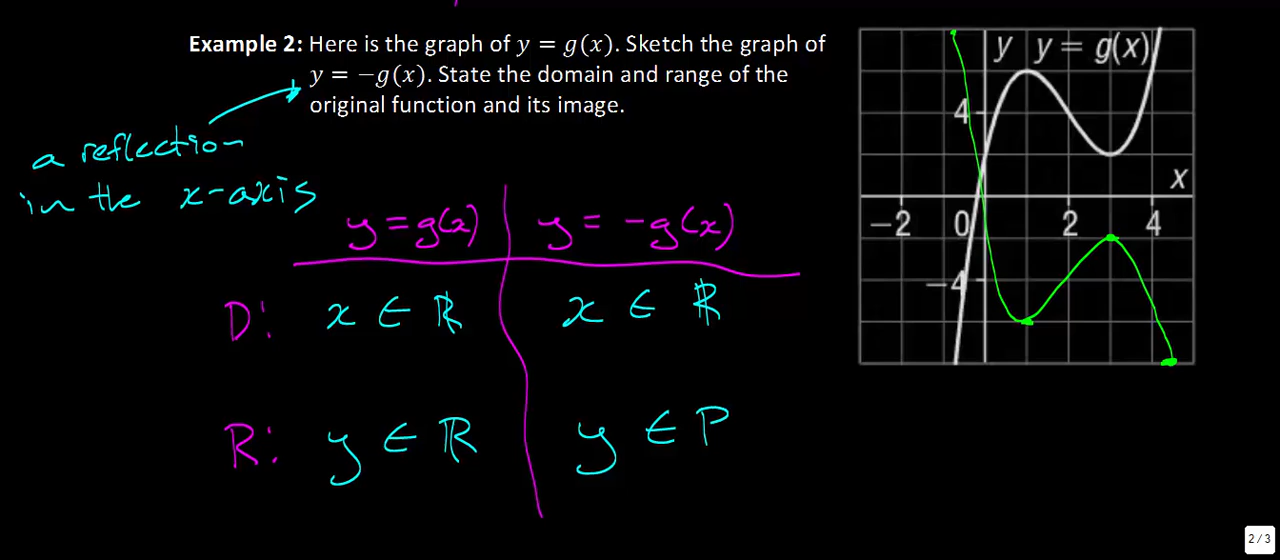 Example 2: Here is the graph of y = g(x). Sketch the graph of
y = −g(x). State the domain and range of the
original function and its image.
a reflection
in the x-axis
y = g(x) y = -g(x)
D: x ∈ ℝ x ∈ ℝ
R: y ∈ ℝ y ∈ P
y y = g(x)
4
x
−2 0 2 4
−4
2 / 3